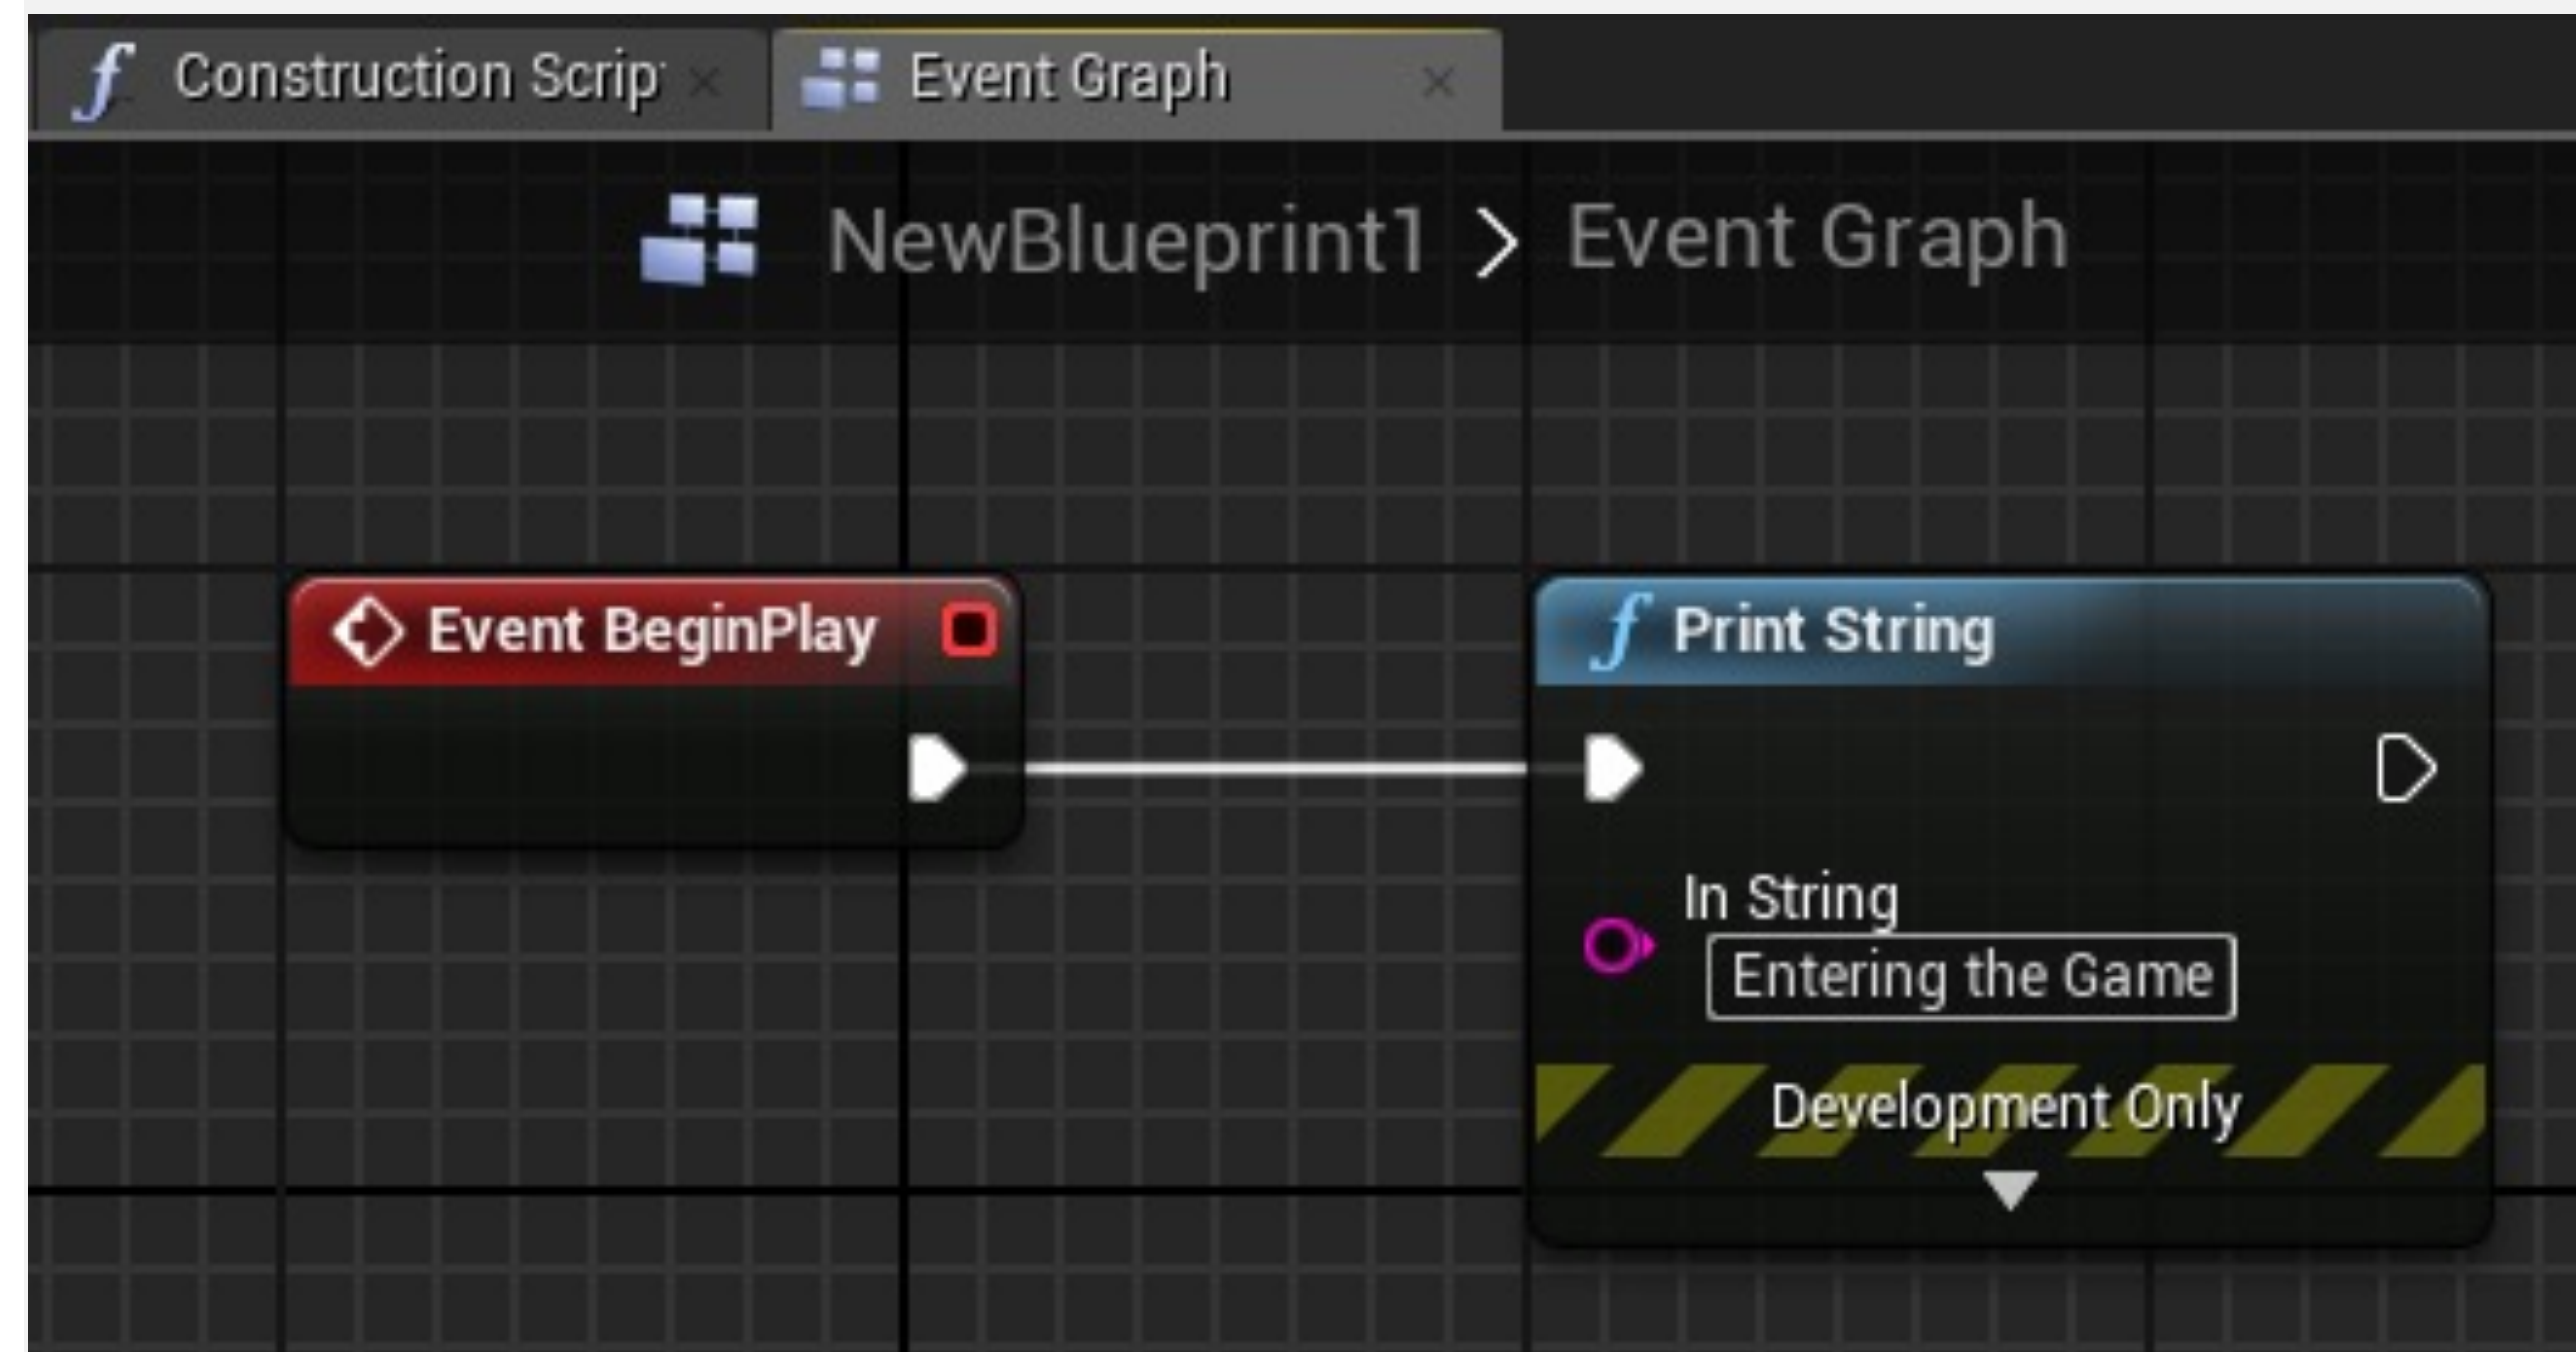 Construction Scrip
Event Graph
NewBlueprint1 > Event Graph
Event BeginPlay
Print String
In String
Entering the Game
Development Only